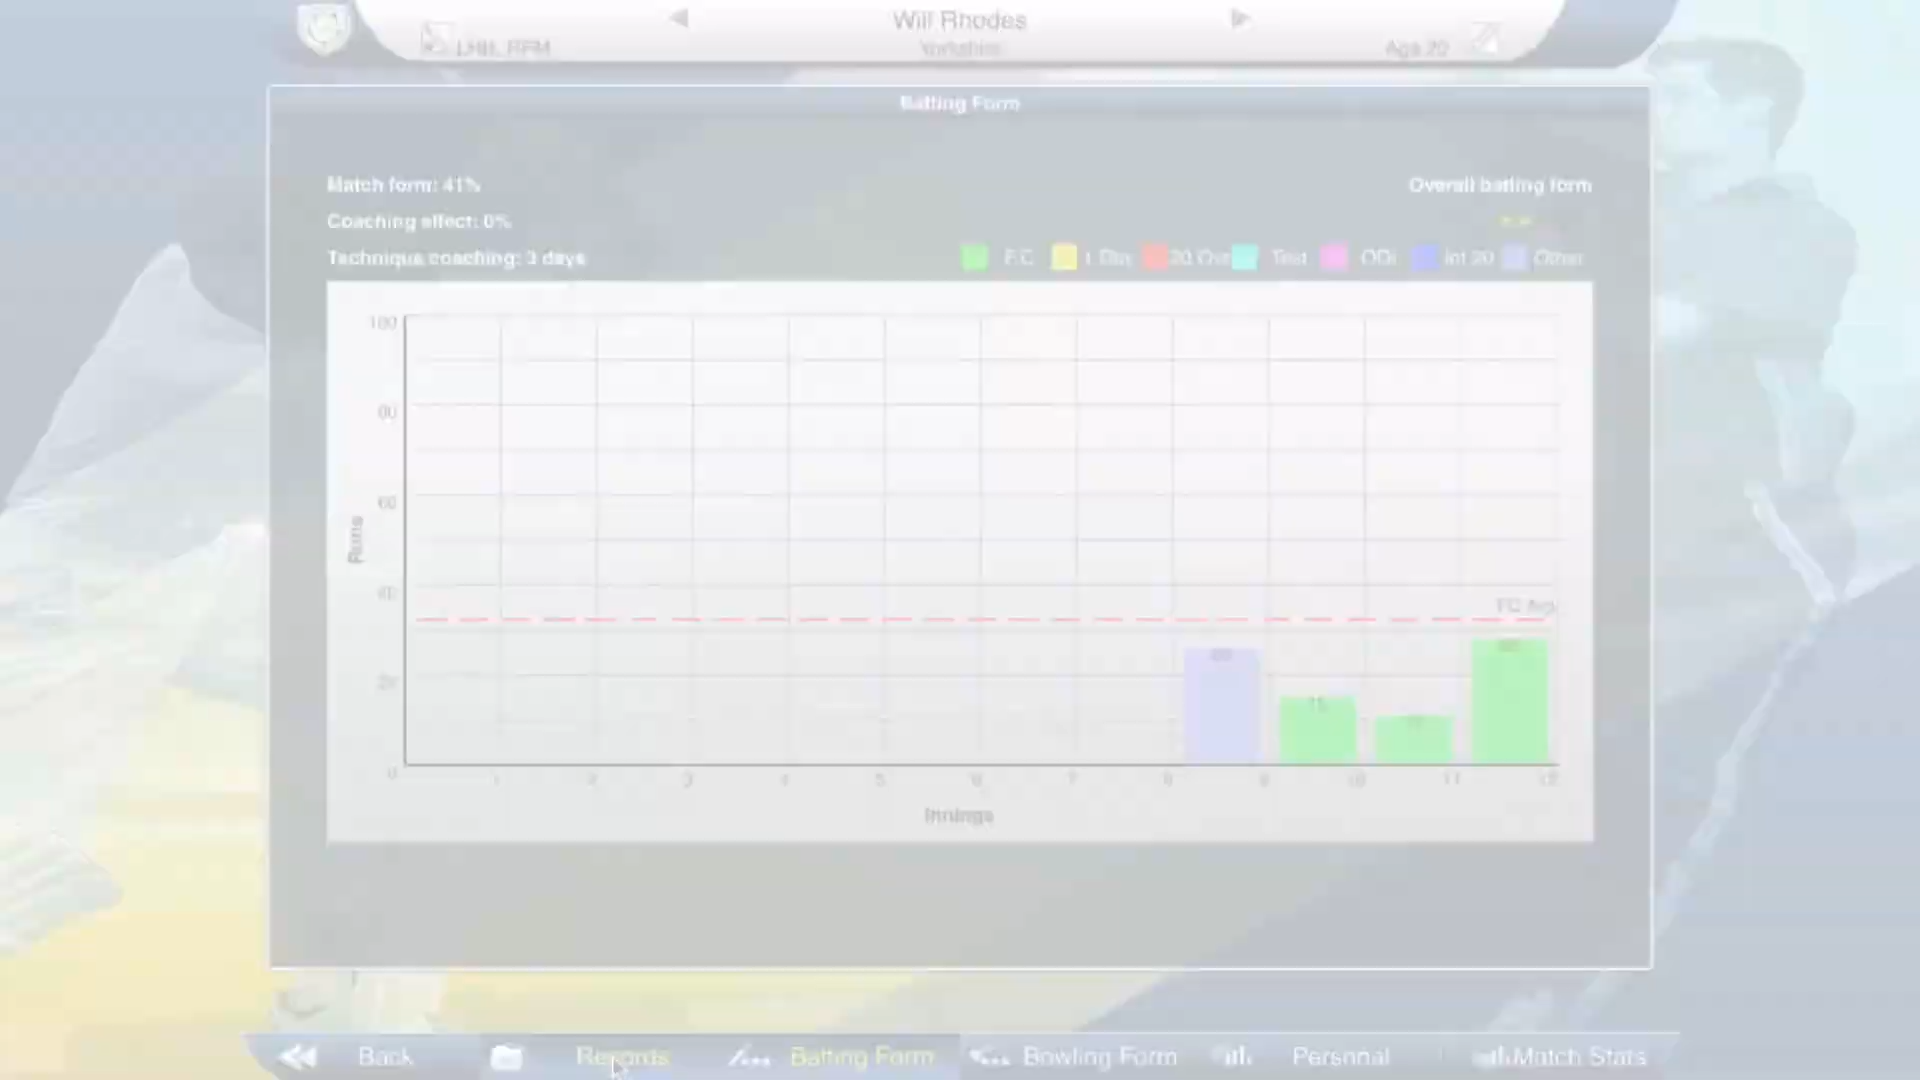 Will Rhodes
LHB, RFM Yorkshire Age 20
Batting Form
Match form: 41% Overall batting form
Coaching effect: 0%
Technique coaching: 3 days
F.C 1 Day 20 Ovr Test ODI Int 20 Other
100
80
60
40
20
0
Runs
FC Avg
15
1 2 3 4 5 6 7 8 9 10 11 12
Innings
Back Records Batting Form Bowling Form Personal Match Stats